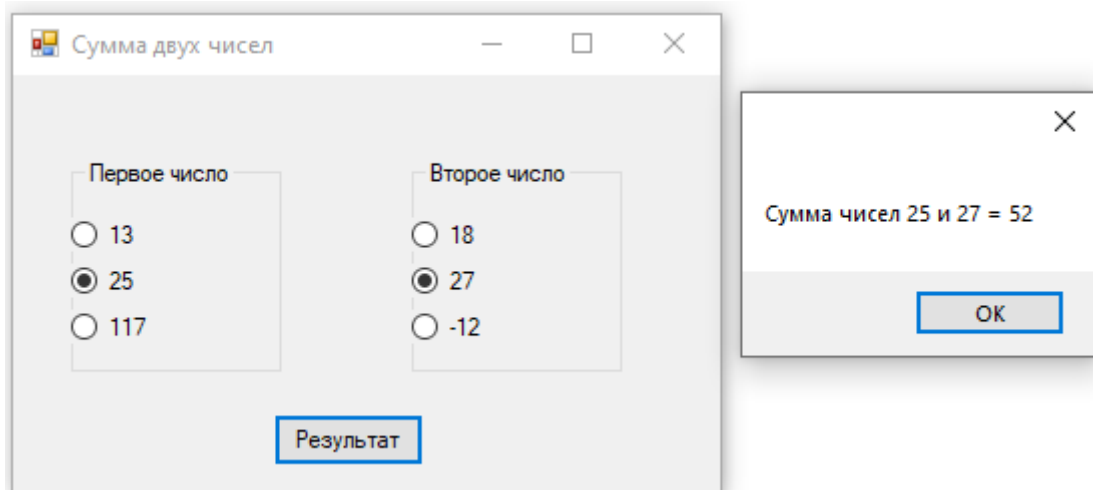 Сумма двух чисел
Первое число
13
25
117
Второе число
18
27
-12
Результат
Сумма чисел 25 и 27 = 52
ОК